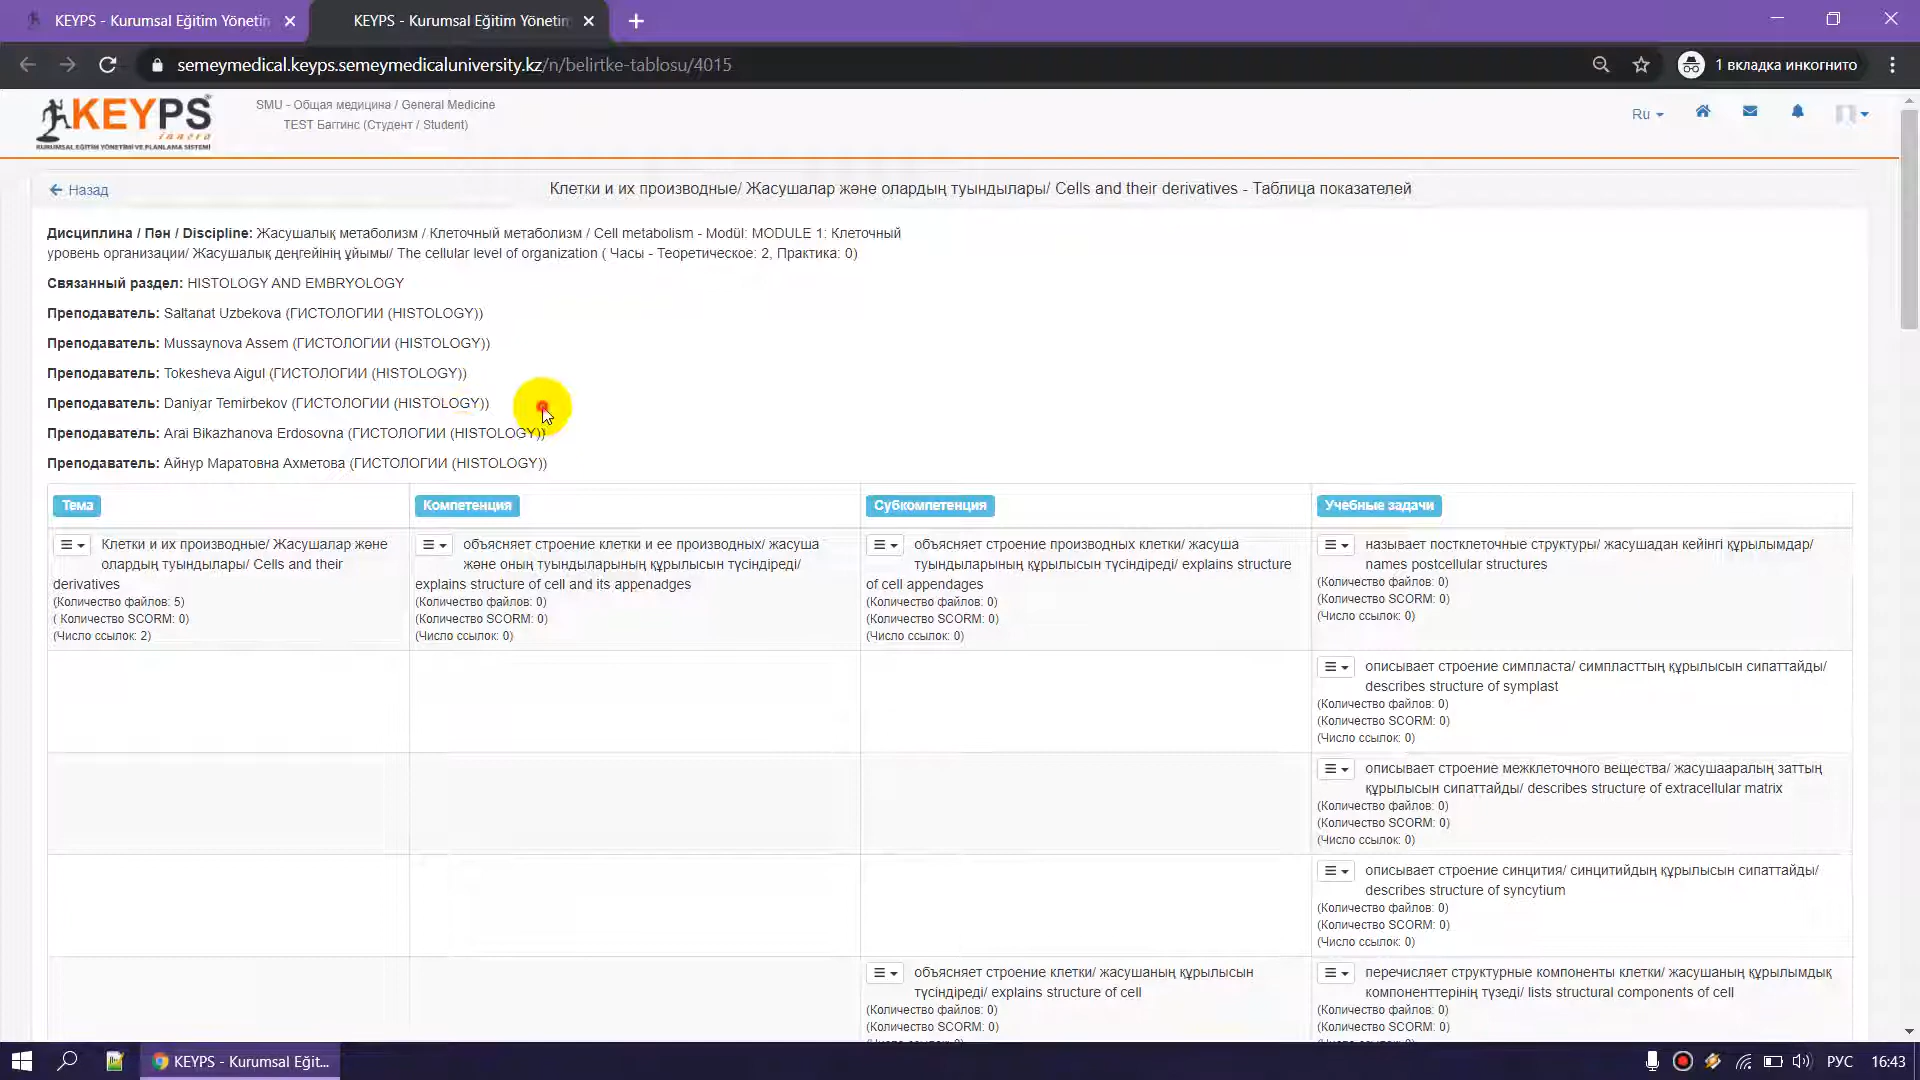 KEYPS - Kurumsal Eğitim Yönetin
KEYPS - Kurumsal Eğitim Yönetim
semeymedical.keyps.semeymedicaluniversity.kz/n/belirtke-tablosu/4015
1 вкладка инкогнито
KEYPS
innova
KURUMSAL EĞİTİM YÖNETİMİ VE PLANLAMA SİSTEMİ
SMU - Общая медицина / General Medicine
TEST Баггинс (Студент / Student)
Ru
Назад
Клетки и их производные/ Жасушалар және олардың туындылары/ Cells and their derivatives - Таблица показателей
Дисциплина / Пән / Discipline: Жасушалық метаболизм / Клеточный метаболизм / Cell metabolism - Modül: MODULE 1: Клеточный
уровень организации/ Жасушалық деңгейінің ұйымы/ The cellular level of organization ( Часы - Теоретическое: 2, Практика: 0)
Связанный раздел: HISTOLOGY AND EMBRYOLOGY
Преподаватель: Saltanat Uzbekova (ГИСТОЛОГИИ (HISTOLOGY))
Преподаватель: Mussaynova Assem (ГИСТОЛОГИИ (HISTOLOGY))
Преподаватель: Tokesheva Aigul (ГИСТОЛОГИИ (HISTOLOGY))
Преподаватель: Daniyar Temirbekov (ГИСТОЛОГИИ (HISTOLOGY))
Преподаватель: Arai Bikazhanova Erdosovna (ГИСТОЛОГИИ (HISTOLOGY))
Преподаватель: Айнур Маратовна Ахметова (ГИСТОЛОГИИ (HISTOLOGY))
Тема
Компетенция
Субкомпетенция
Учебные задачи
Клетки и их производные/ Жасушалар және
олардың туындылары/ Cells and their
derivatives
(Количество файлов: 5)
( Количество SCORM: 0)
(Число ссылок: 2)
объясняет строение клетки и ее производных/ жасуша
және оның туындыларының құрылысын түсіндіреді/
explains structure of cell and its appenadges
(Количество файлов: 0)
(Количество SCORM: 0)
(Число ссылок: 0)
объясняет строение производных клетки/ жасуша
туындыларының құрылысын түсіндіреді/ explains structure
of cell appendages
(Количество файлов: 0)
(Количество SCORM: 0)
(Число ссылок: 0)
называет постклеточные структуры/ жасушадан кейінгі құрылымдар/
names postcellular structures
(Количество файлов: 0)
(Количество SCORM: 0)
(Число ссылок: 0)
описывает строение симпласта/ симпласттың құрылысын сипаттайды/
describes structure of symplast
(Количество файлов: 0)
(Количество SCORM: 0)
(Число ссылок: 0)
описывает строение межклеточного вещества/ жасушааралық заттың
құрылысын сипаттайды/ describes structure of extracellular matrix
(Количество файлов: 0)
(Количество SCORM: 0)
(Число ссылок: 0)
описывает строение синцития/ синцитийдың құрылысын сипаттайды/
describes structure of syncytium
(Количество файлов: 0)
(Количество SCORM: 0)
(Число ссылок: 0)
объясняет строение клетки/ жасушаның құрылысын
түсіндіреді/ explains structure of cell
(Количество файлов: 0)
(Количество SCORM: 0)
перечисляет структурные компоненты клетки/ жасушаның құрылымдық
компоненттерінің түзеді/ lists structural components of cell
(Количество файлов: 0)
(Количество SCORM: 0)
KEYPS - Kurumsal Eğit...
РУС
16:43